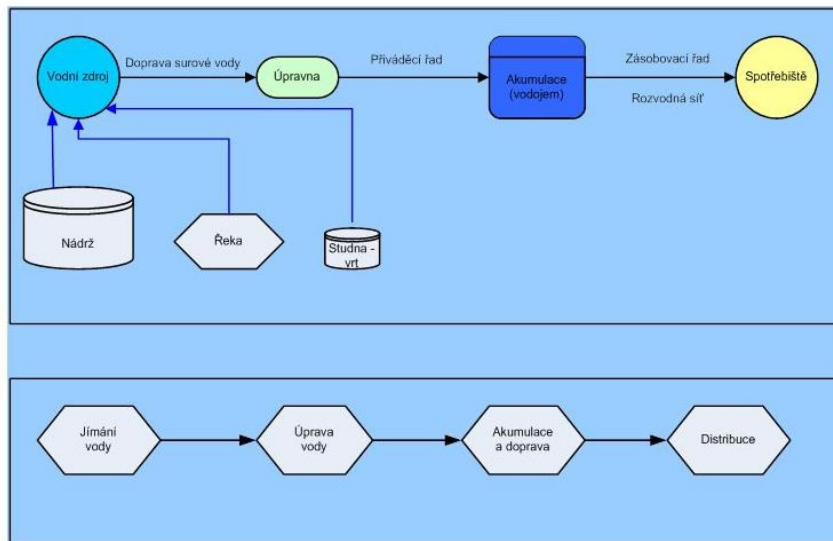 Vodní zdroj
Doprava surové vody
Úpravna
Přiváděcí řad
Akumulace
(vodojem)
Zásobovací řad
Rozvodná síť
Spotřebiště
Nádrž
Řeka
Studna -
vrt
Jímání
vody
Úprava
vody
Akumulace
a doprava
Distribuce